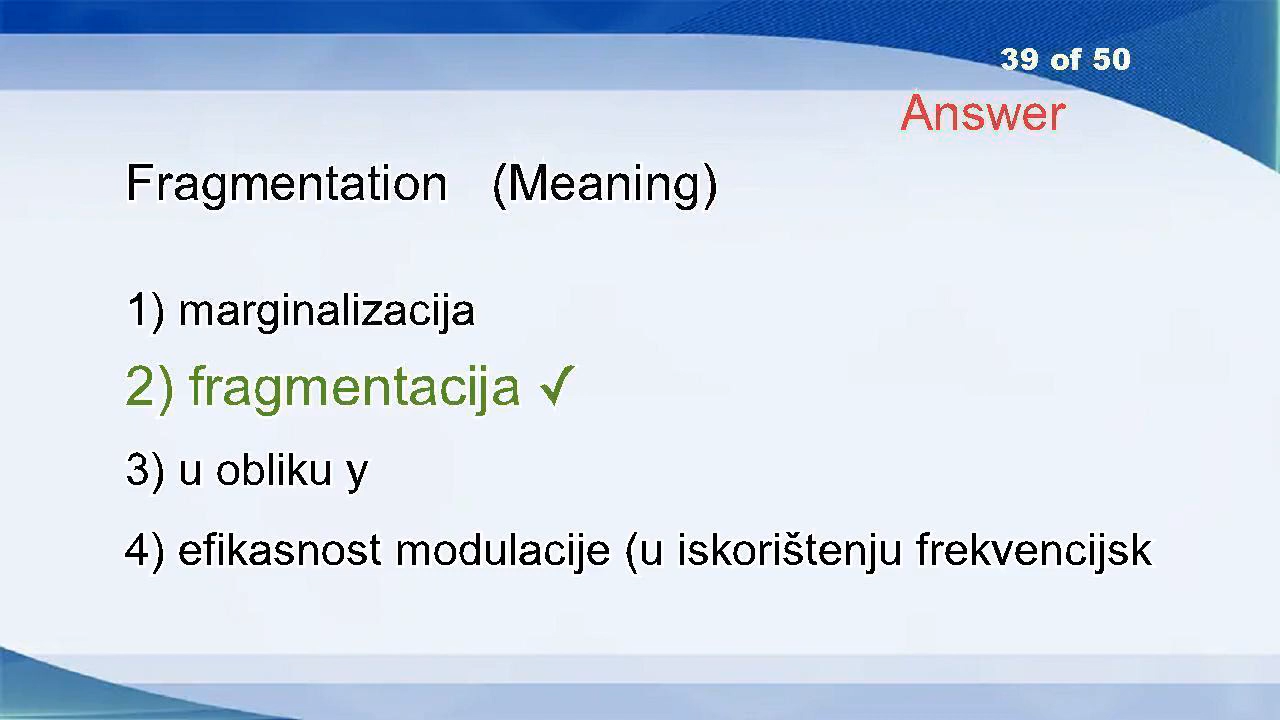 39 of 50
Answer
Fragmentation (Meaning)
1) marginalizacija
2) fragmentacija ✓
3) u obliku y
4) efikasnost modulacije (u iskorištenju frekvencijsk